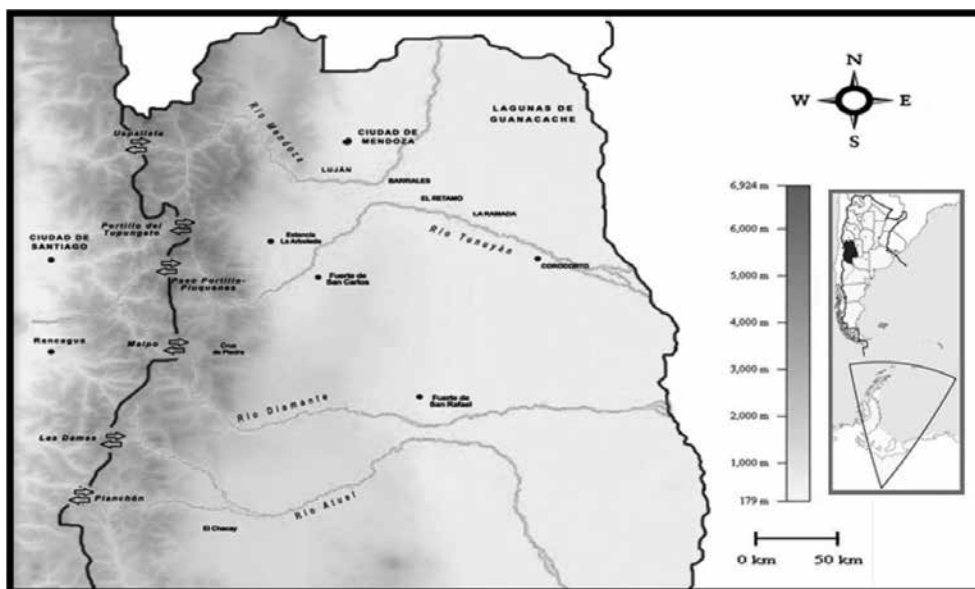 Uspallata
Río Mendoza
CIUDAD DE
MENDOZA
LAGUNAS DE
GUANACACHE
LUJÁN
BARRIALES
EL RETAMO
LA RAMADA
Río Tunuyán
COROCORTO
Portillo del
Tupungato
CIUDAD DE
SANTIAGO
Estancia
La Arboleda
Paso Portillo-
Piuquenes
Fuerte de
San Carlos
Rancagua
Maipo
Cruz
de Piedra
Río Diamante
Fuerte de
San Rafael
Las Damas
Planchón
Río Atuel
El Chacay
N
W
E
S
6,924 m
6,000 m
5,000 m
4,000 m
3,000 m
2,000 m
1,000 m
179 m
0 km
50 km